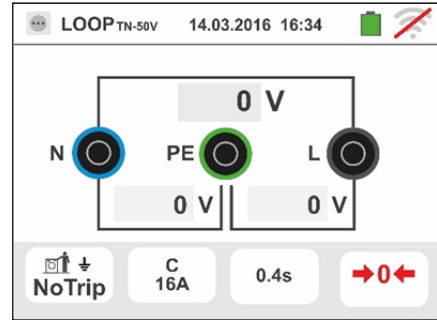 LOOP TN-50V 14.03.2016 16:34
0 V
N PE L
0 V 0 V
NoTrip C 16A 0.4s →0←